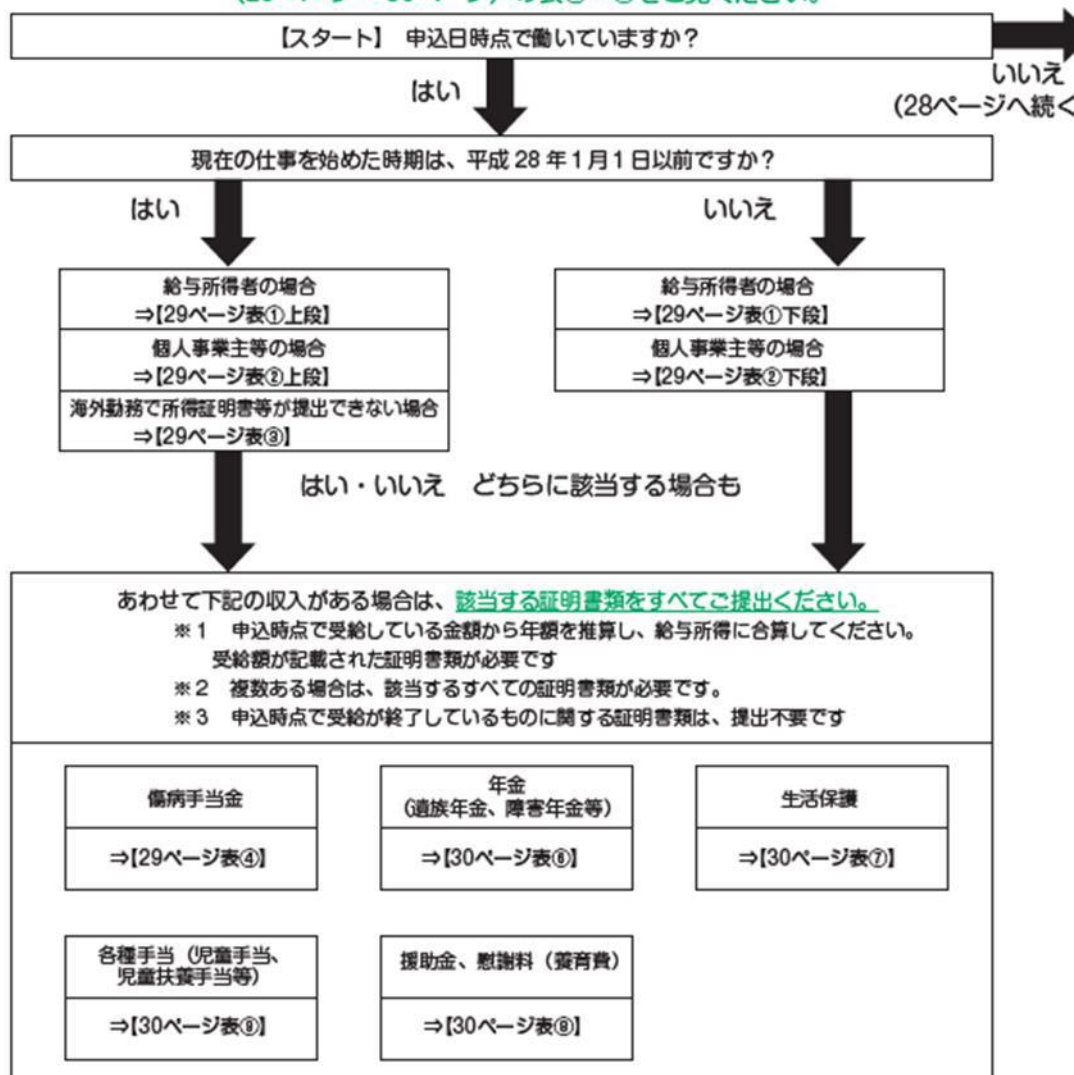 【スタート】 申込日時点で働いていますか？
いいえ
(28ページへ続く
はい
現在の仕事を始めた時期は、平成28年1月1日以前ですか？
はい
いいえ
給与所得者の場合
⇒【29ページ表①上段】
個人事業主等の場合
⇒【29ページ表②上段】
海外勤務で所得証明書等が提出できない場合
⇒【29ページ表③】
給与所得者の場合
⇒【29ページ表①下段】
個人事業主等の場合
⇒【29ページ表②下段】
はい・いいえ どちらに該当する場合も
あわせて下記の収入がある場合は、該当する証明書類をすべてご提出ください。
※1 申込時点で受給している金額から年額を推算し、給与所得に合算してください。
受給額が記載された証明書類が必要です
※2 複数ある場合は、該当するすべての証明書類が必要です。
※3 申込時点で受給が終了しているものに関する証明書類は、提出不要です
傷病手当金
⇒【29ページ表④】
年金
(遺族年金、障害年金等)
⇒【30ページ表⑥】
生活保護
⇒【30ページ表⑦】
各種手当（児童手当、
児童扶養手当等）
⇒【30ページ表⑨】
援助金、慰謝料（養育費）
⇒【30ページ表⑧】